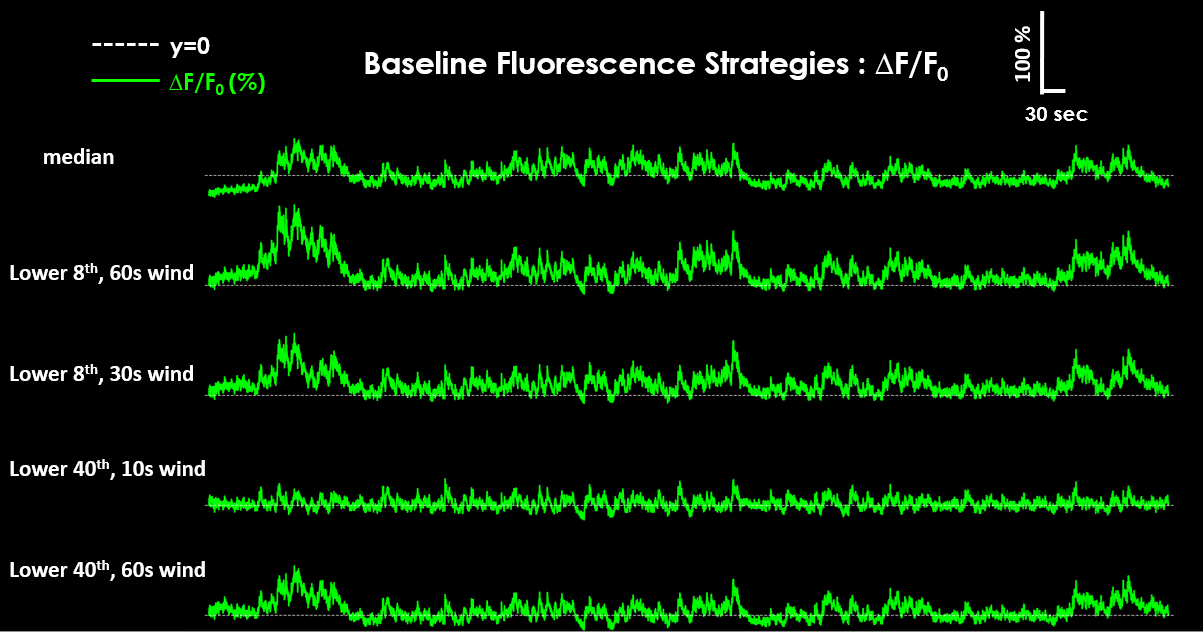 y=0
ΔF/F₀ (%)
Baseline Fluorescence Strategies : ΔF/F₀
100 %
30 sec
median
Lower 8ᵗʰ, 60s wind
Lower 8ᵗʰ, 30s wind
Lower 40ᵗʰ, 10s wind
Lower 40ᵗʰ, 60s wind